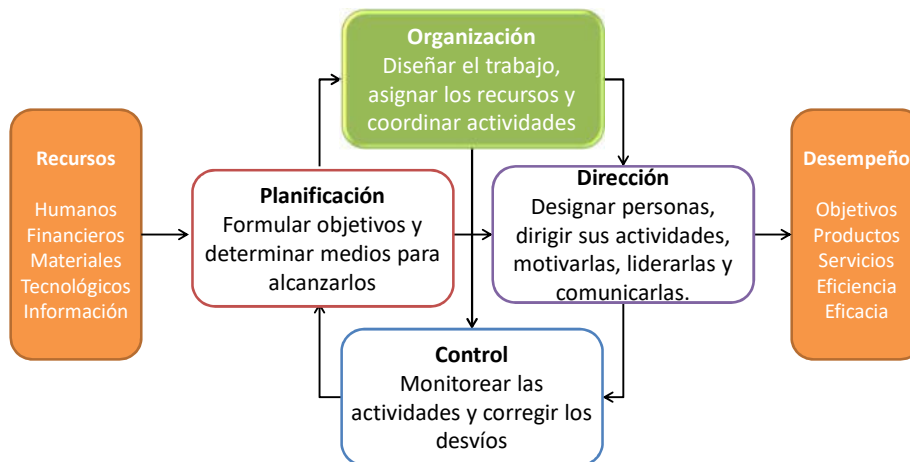 Organización
Diseñar el trabajo,
asignar los recursos y
coordinar actividades
Recursos
Humanos
Financieros
Materiales
Tecnológicos
Información
Planificación
Formular objetivos y
determinar medios para
alcanzarlos
Dirección
Designar personas,
dirigir sus actividades,
motivarlas, liderarlas y
comunicarlas.
Desempeño
Objetivos
Productos
Servicios
Eficiencia
Eficacia
Control
Monitorear las
actividades y corregir los
desvíos